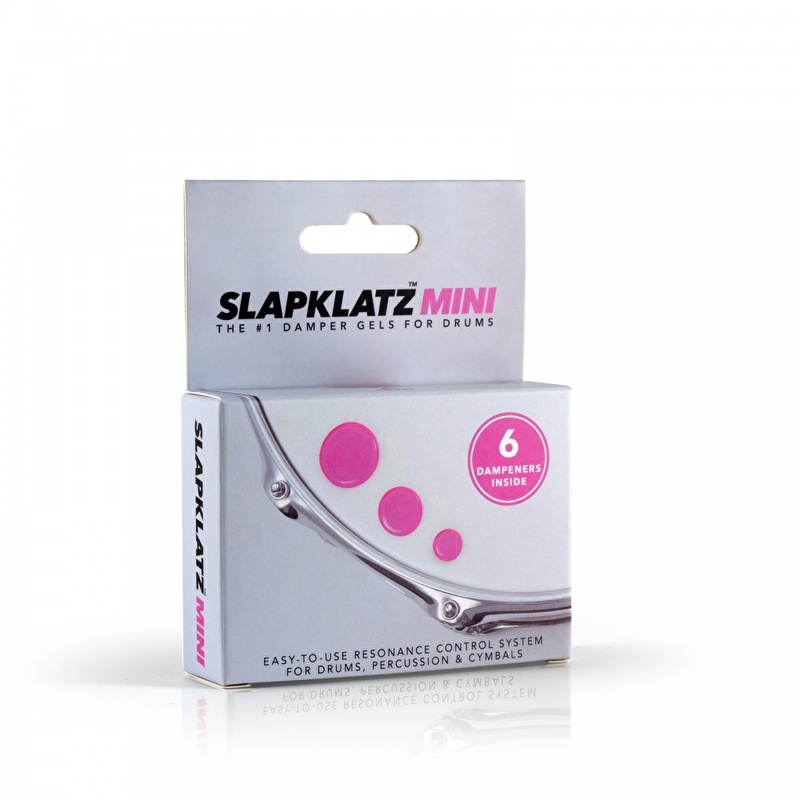 SLAPKLATZ™ MINI
THE #1 DAMPER GELS FOR DRUMS
6
DAMPENERS
INSIDE
SLAPKLATZ™ MINI
EASY-TO-USE RESONANCE CONTROL SYSTEM
FOR DRUMS, PERCUSSION & CYMBALS